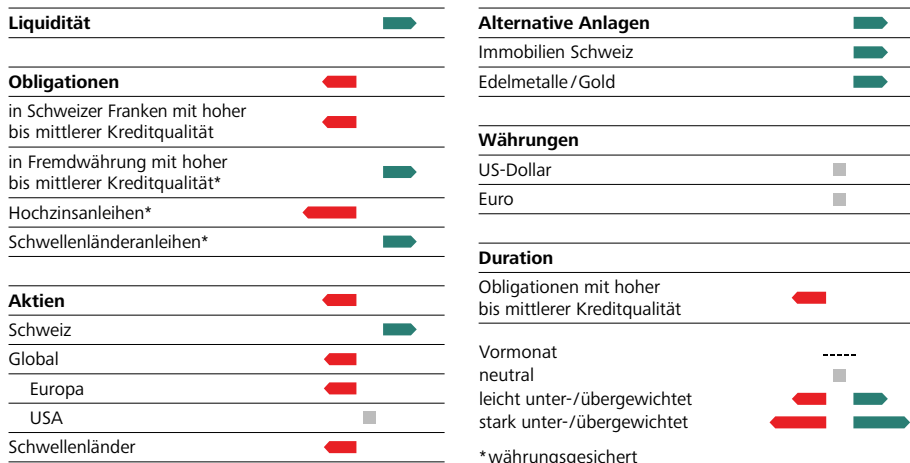 Liquidität
Obligationen
in Schweizer Franken mit hoher
bis mittlerer Kreditqualität
in Fremdwährung mit hoher
bis mittlerer Kreditqualität*
Hochzinsanleihen*
Schwellenländeranleihen*
Aktien
Schweiz
Global
Europa
USA
Schwellenländer
Alternative Anlagen
Immobilien Schweiz
Edelmetalle/Gold
Währungen
US-Dollar
Euro
Duration
Obligationen mit hoher
bis mittlerer Kreditqualität
Vormonat
neutral
leicht unter-/übergewichtet
stark unter-/übergewichtet
*währungsgesichert